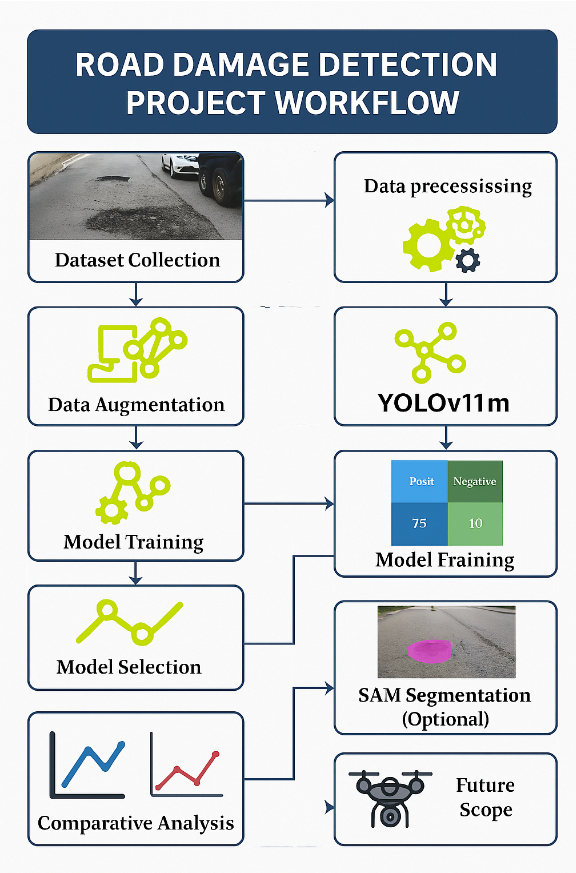 ROAD DAMAGE DETECTION
PROJECT WORKFLOW
Dataset Collection
Data precessissing
Data Augmentation
YOLOv11m
Model Training
Posit Negative
75 10
Model Fraining
Model Selection
SAM Segmentation
(Optional)
Comparative Analysis
Future
Scope